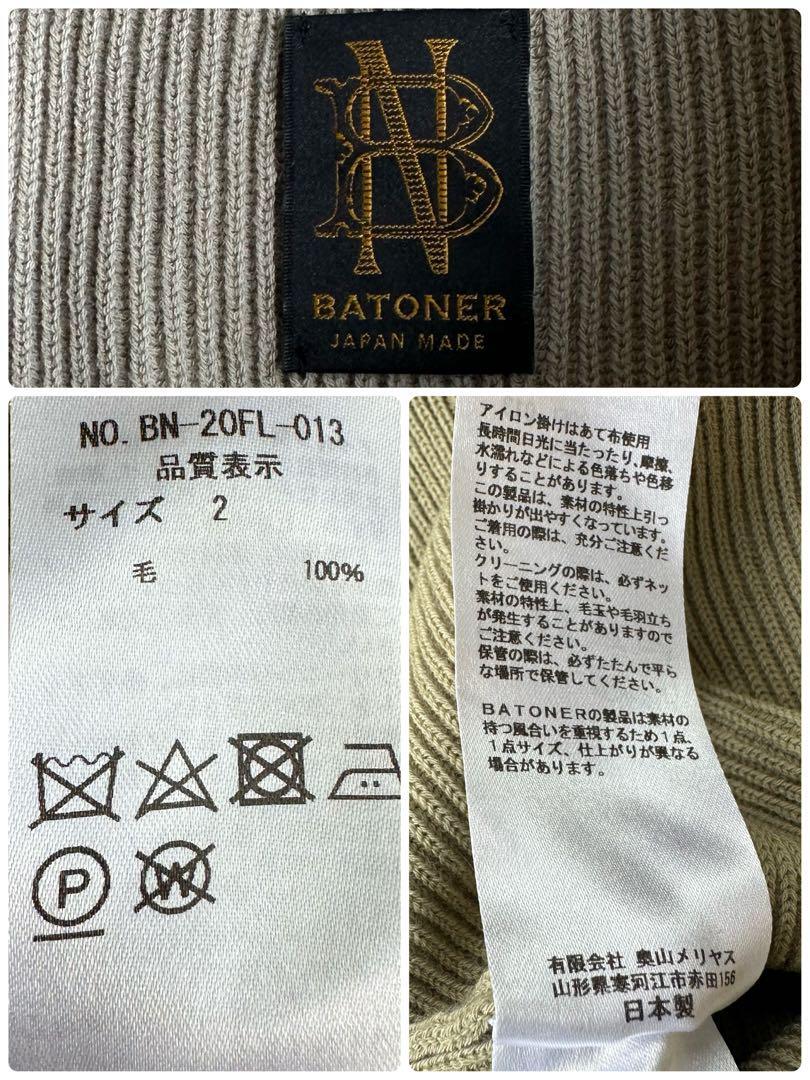 BN
BATONER
JAPAN MADE
NO. BN-20FL-013
品質表示
サイズ 2
毛 100%
P
W
アイロン掛けはあて布使用
長時間日光に当たったり、摩擦、
水濡れなどによる色落ちや色移
りすることがあります。
この製品は、素材の特性上引っ
掛かりが出やすくなっています。
ご着用の際は、充分ご注意くだ
さい。
クリーニングの際は、必ずネッ
トをご使用ください。
素材の特性上、毛玉や毛羽立ち
が発生することがありますので
ご注意ください。
保管の際は、必ずたたんで平ら
な場所で保管してください。
BATONERの製品は素材の
持つ風合いを重視するため1点、
1点サイズ、仕上がりが異なる
場合があります。
有限会社 奥山メリヤス
山形県寒河江市赤田156
日本製